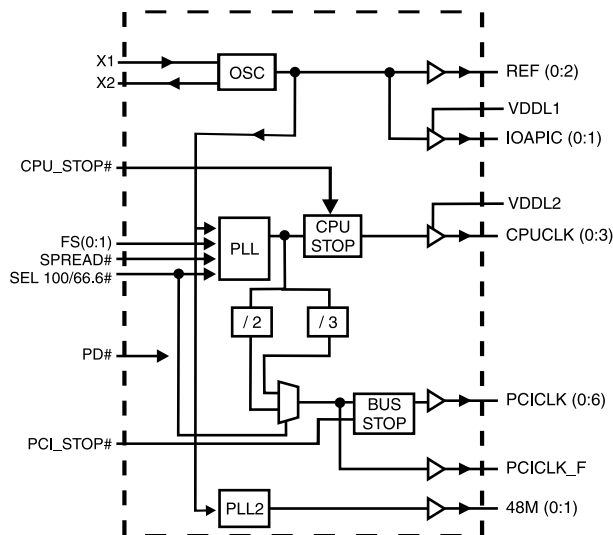 X1
X2
OSC
REF (0:2)
VDDL1
IOAPIC (0:1)
CPU_STOP#
VDDL2
FS(0:1)
SPREAD#
SEL 100/66.6#
PLL
CPU
STOP
CPUCLK (0:3)
/ 2
/ 3
PD#
BUS
STOP
PCICLK (0:6)
PCI_STOP#
PCICLK_F
PLL2
48M (0:1)